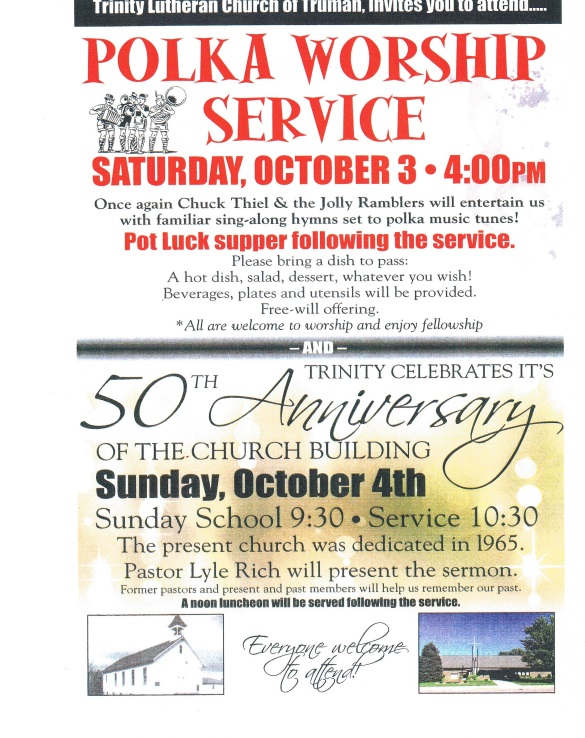 Trinity Lutheran Church of Truman, invites you to attend.....
POLKA WORSHIP
SERVICE
SATURDAY, OCTOBER 3 • 4:00PM
Once again Chuck Thiel & the Jolly Ramblers will entertain us
with familiar sing-along hymns set to polka music tunes!
Pot Luck supper following the service.
Please bring a dish to pass:
A hot dish, salad, dessert, whatever you wish!
Beverages, plates and utensils will be provided.
Free-will offering.
*All are welcome to worship and enjoy fellowship
– AND –
TRINITY CELEBRATES IT'S
50TH Anniversary
OF THE CHURCH BUILDING
Sunday, October 4th
Sunday School 9:30 • Service 10:30
The present church was dedicated in 1965.
Pastor Lyle Rich will present the sermon.
Former pastors and present and past members will help us remember our past.
A noon luncheon will be served following the service.
Everyone welcome
to attend!